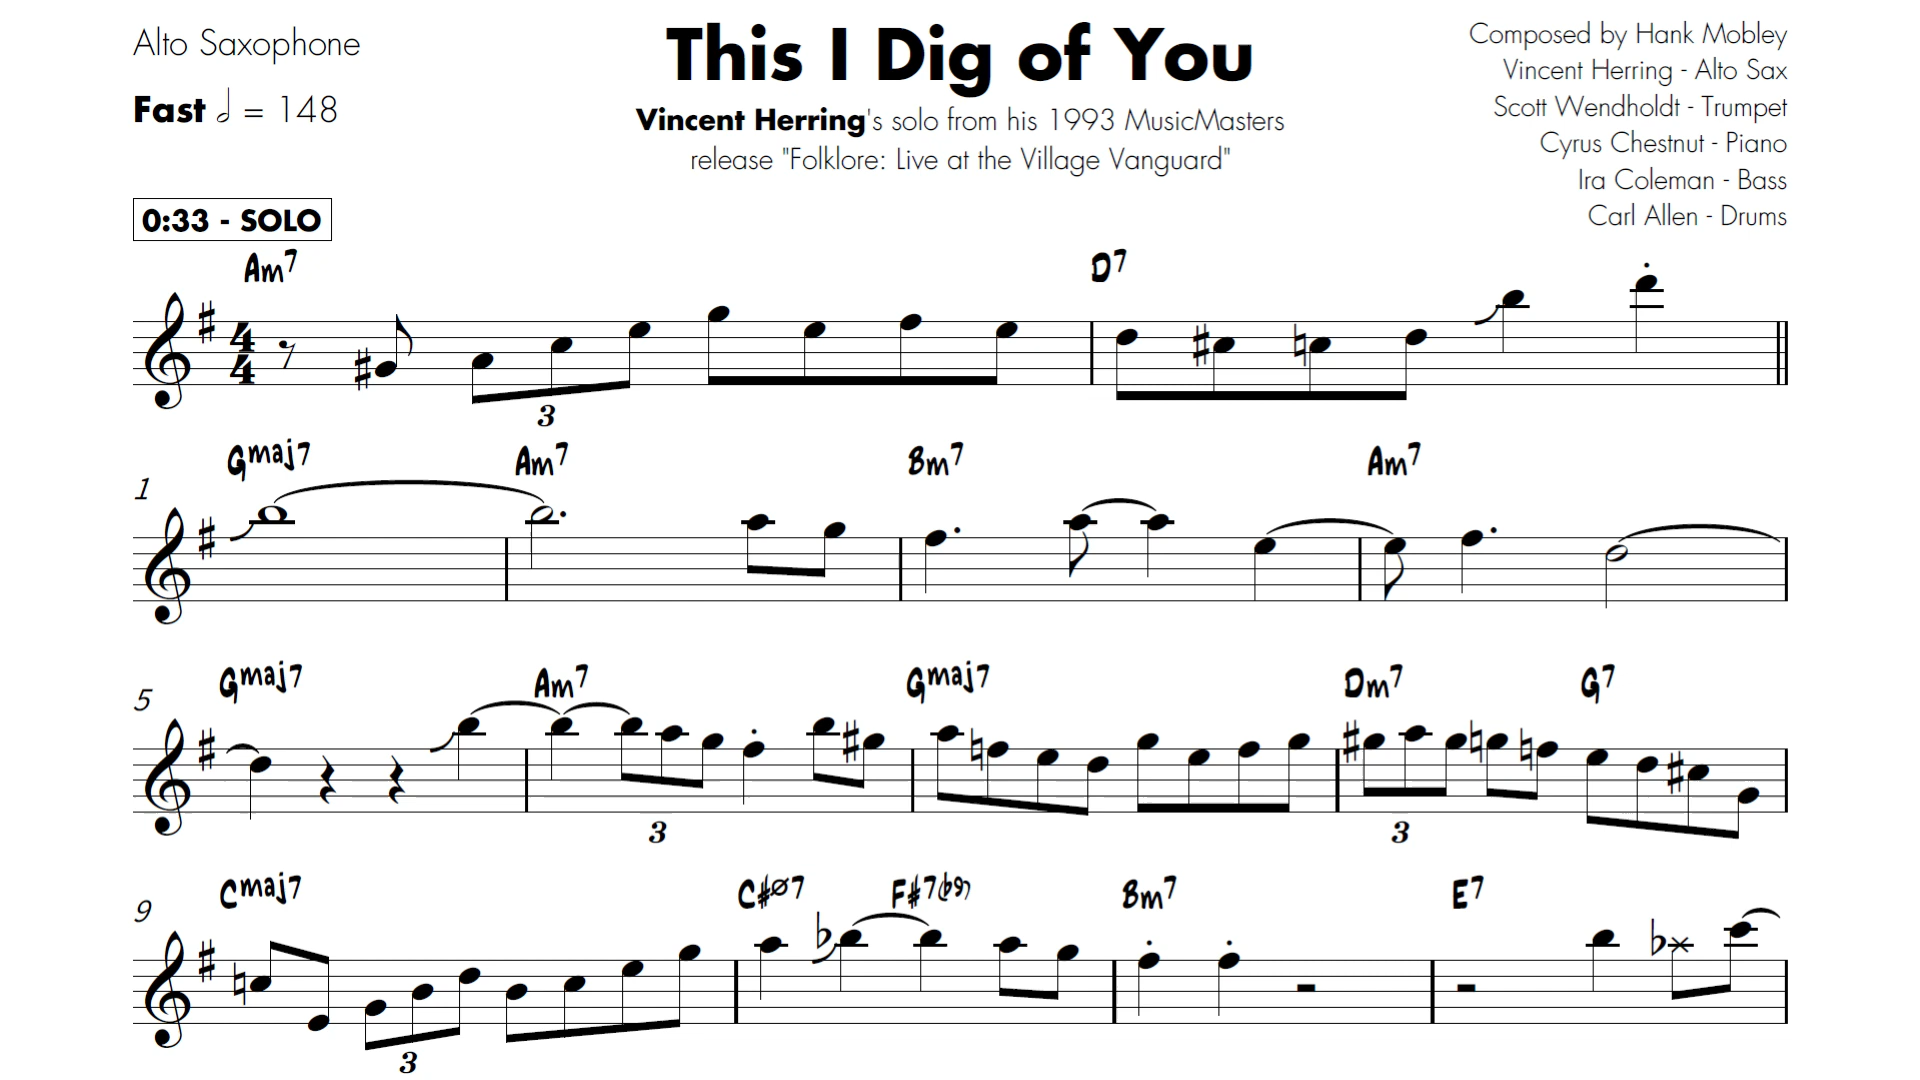 Alto Saxophone
Fast 𝅗𝅥 = 148
This I Dig of You
Vincent Herring's solo from his 1993 MusicMasters
release "Folklore: Live at the Village Vanguard"
Composed by Hank Mobley
Vincent Herring - Alto Sax
Scott Wendholdt - Trumpet
Cyrus Chestnut - Piano
Ira Coleman - Bass
Carl Allen - Drums
0:33 - SOLO
Am7 D7
4
4
3
Gmaj7 Am7 Bm7 Am7
1
Gmaj7 Am7 Gmaj7 Dm7 G7
5
3 3
Cmaj7 C#ø7 F#7(b9) Bm7 E7
9
3